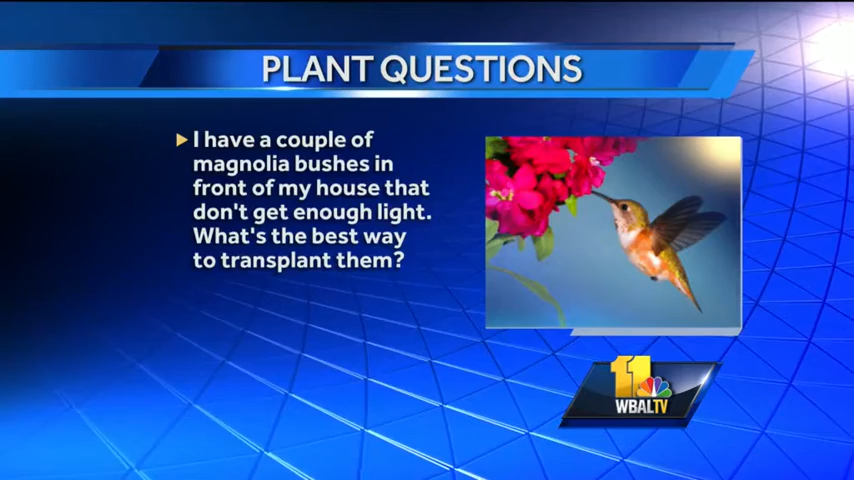 PLANT QUESTIONS
I have a couple of
magnolia bushes in
front of my house that
don't get enough light.
What's the best way
to transplant them?
11
WBALTV